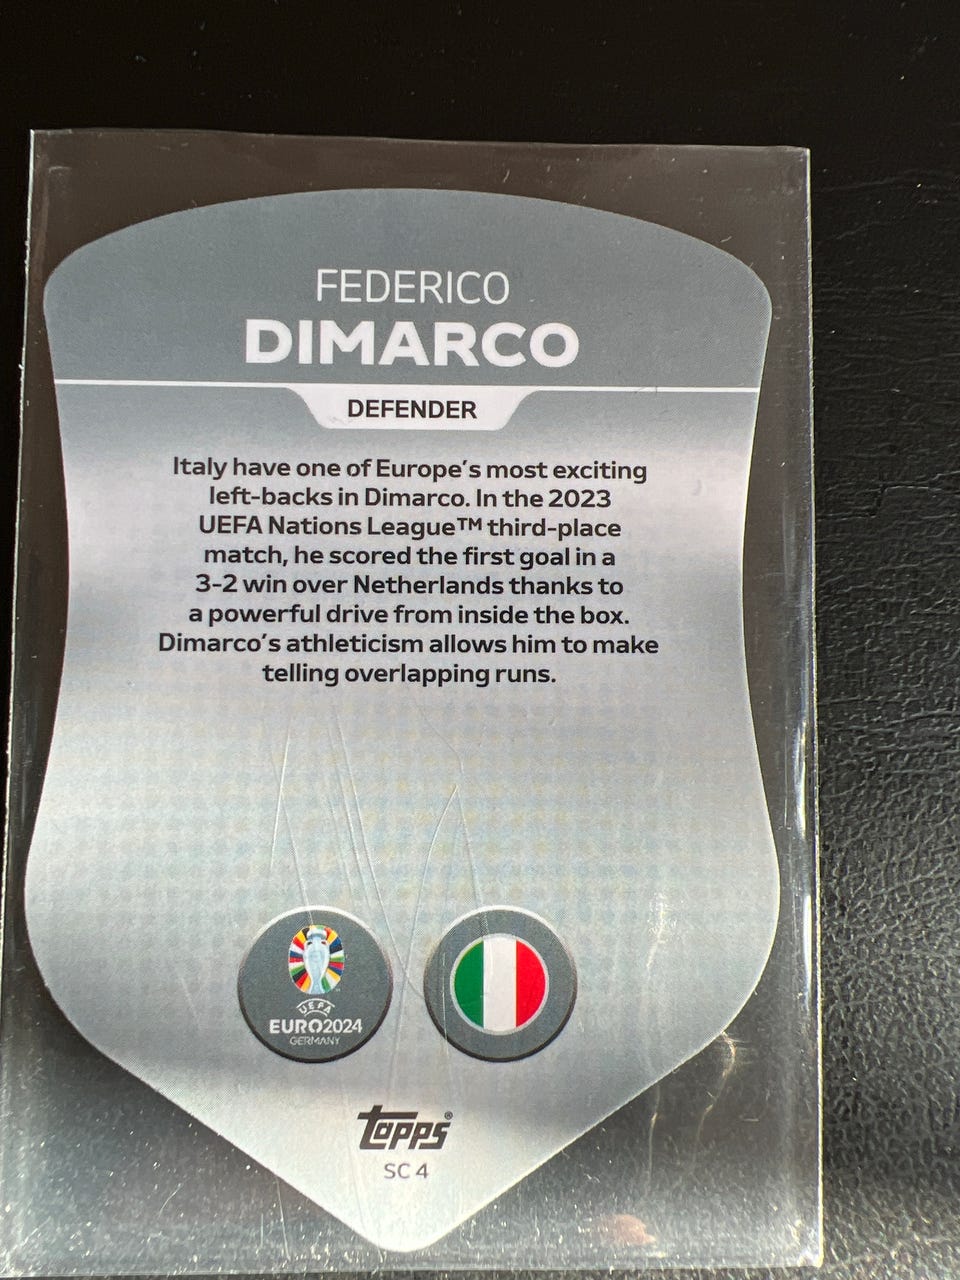 FEDERICO
DIMARCO
DEFENDER
Italy have one of Europe's most exciting
left-backs in Dimarco. In the 2023
UEFA Nations League™ third-place
match, he scored the first goal in a
3-2 win over Netherlands thanks to
a powerful drive from inside the box.
Dimarco's athleticism allows him to make
telling overlapping runs.
UEFA
EURO2024
GERMANY
topps®
SC 4